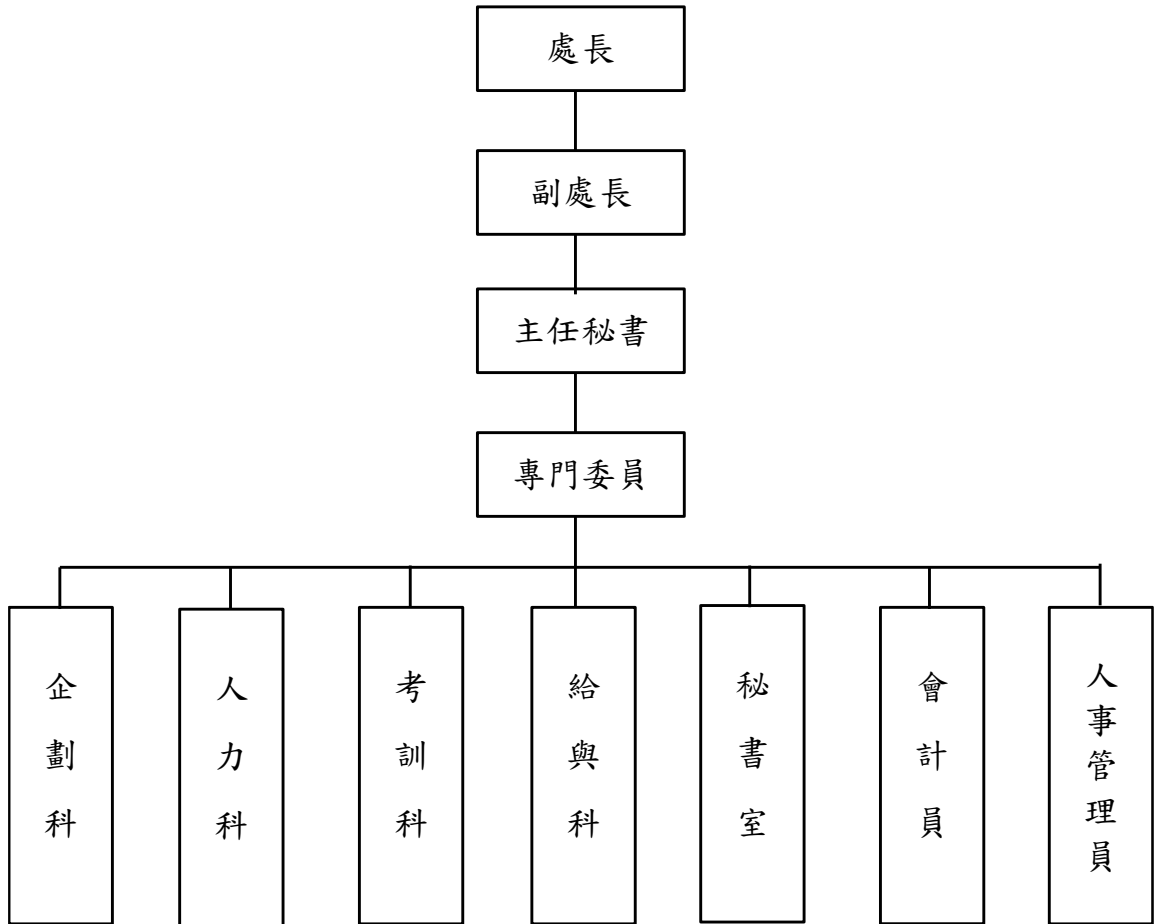 處長
副處長
主任秘書
專門委員
企劃科
人力科
考訓科
給與科
秘書室
會計員
人事管理員